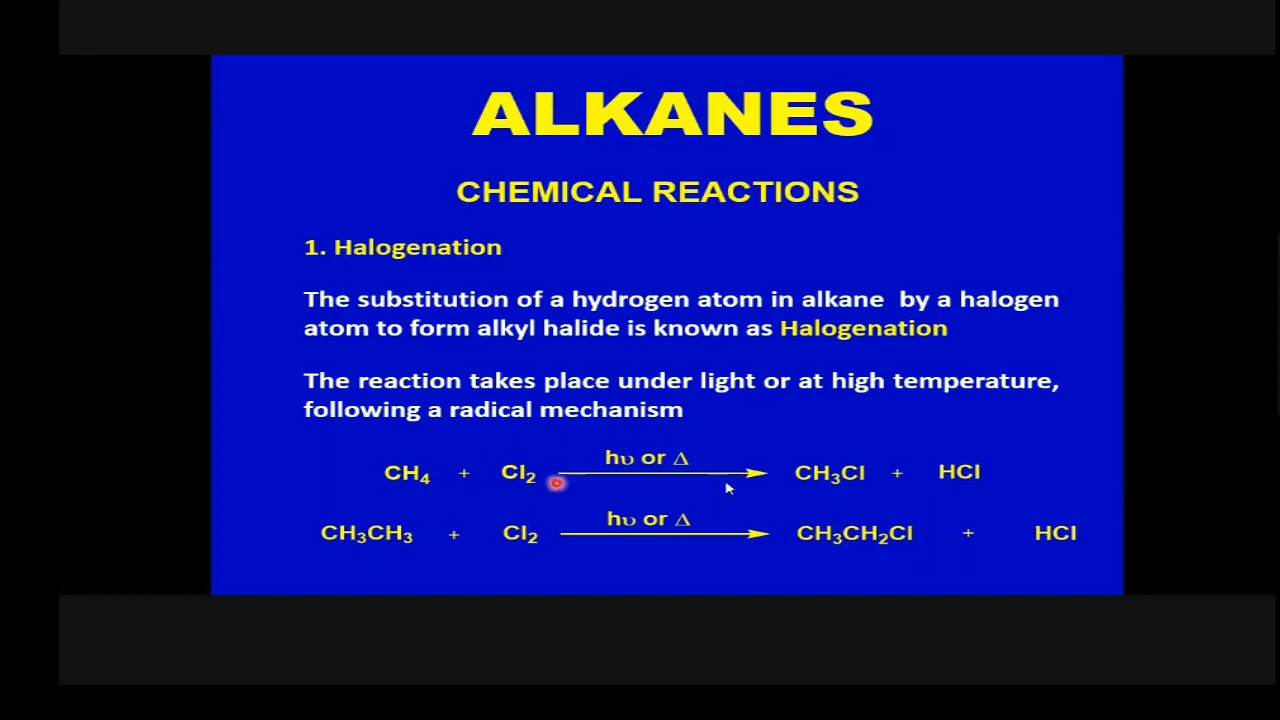 ALKANES
CHEMICAL REACTIONS
1. Halogenation
The substitution of a hydrogen atom in alkane by a halogen
atom to form alkyl halide is known as Halogenation
The reaction takes place under light or at high temperature,
following a radical mechanism
hυ or Δ
CH₄ + Cl₂ CH₃Cl + HCl
hυ or Δ
CH₃CH₃ + Cl₂ CH₃CH₂Cl + HCl